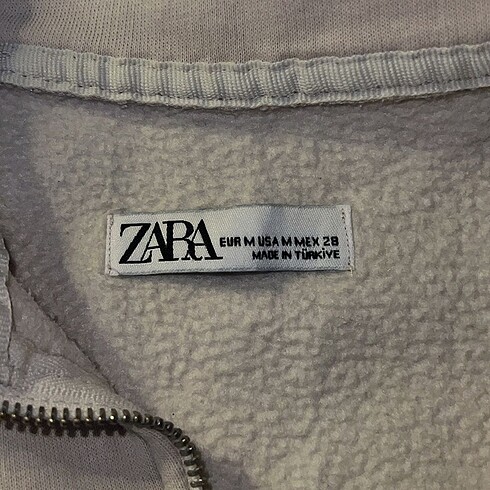 ZARA
EUR M USA M MEX 28
MADE IN TÜRKİYE